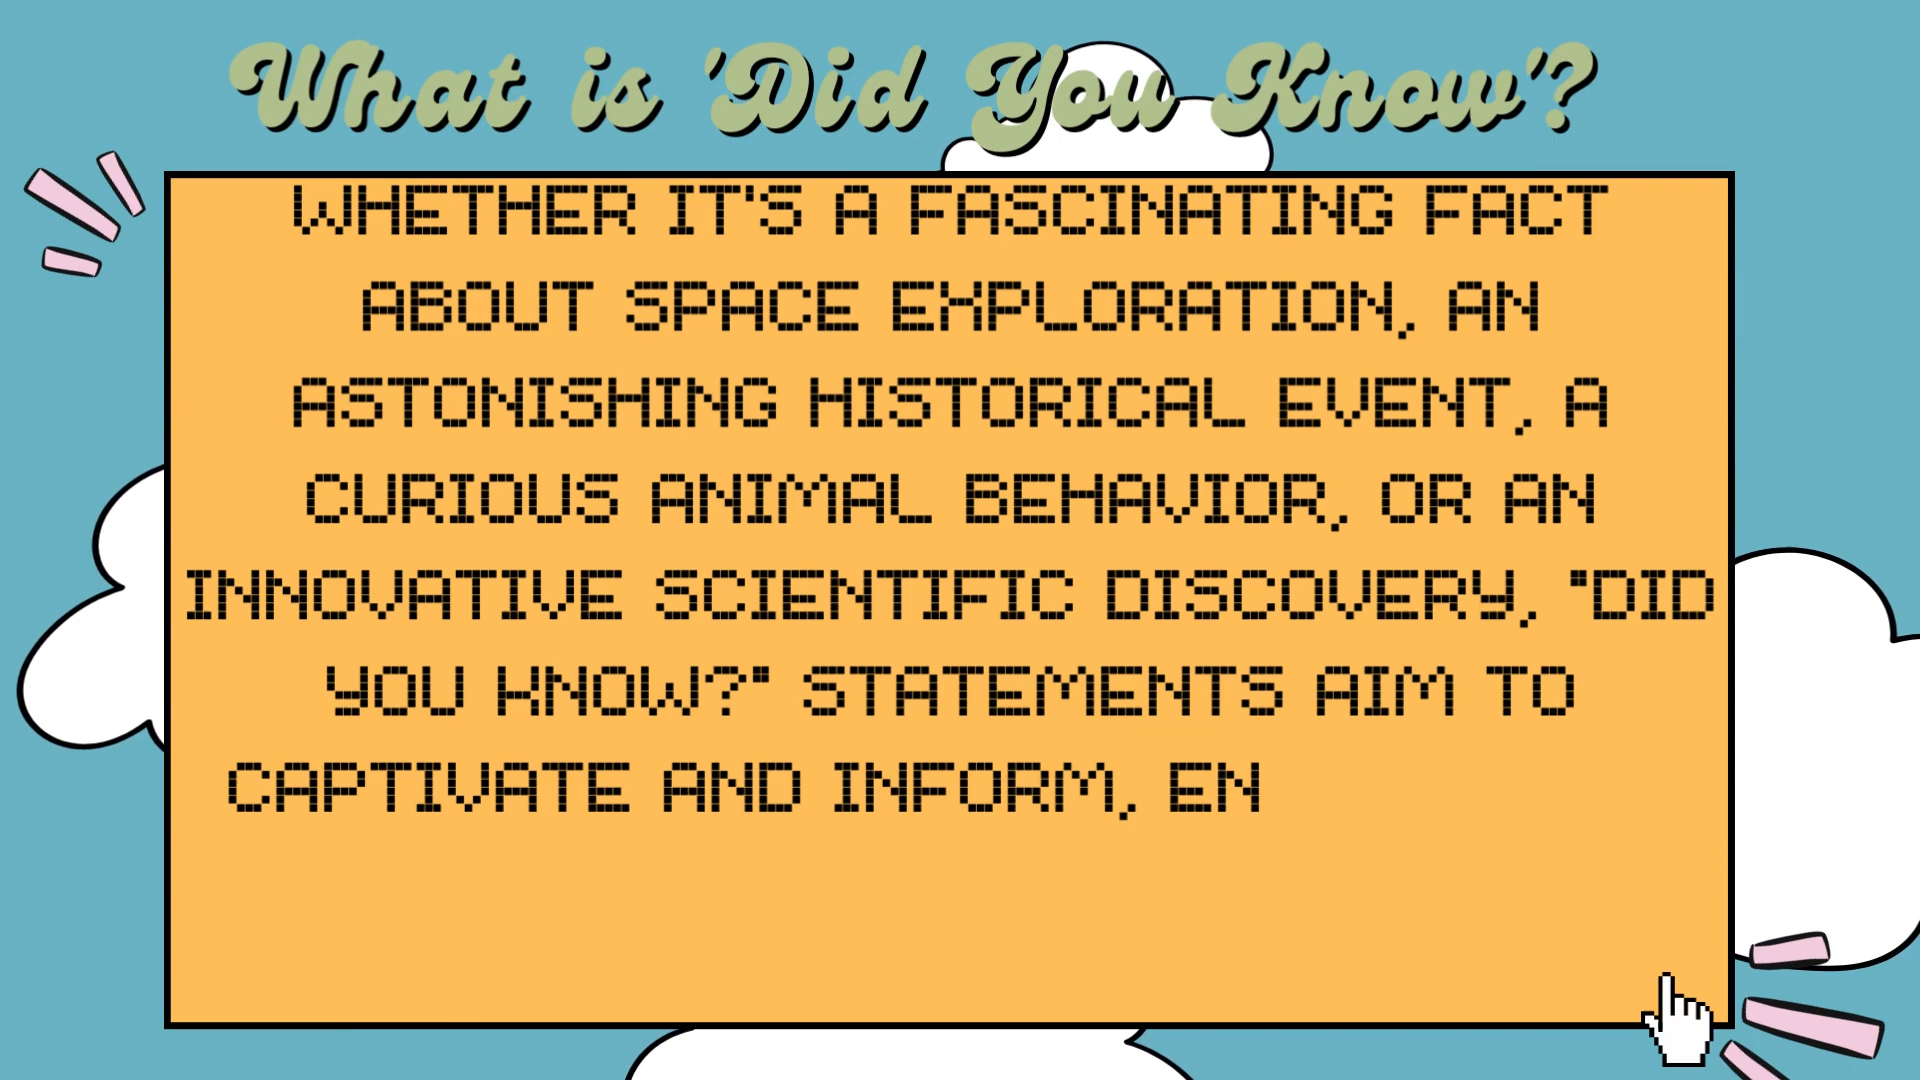 What is 'Did You Know'?
WHETHER IT'S A FASCINATING FACT
ABOUT SPACE EXPLORATION, AN
ASTONISHING HISTORICAL EVENT, A
CURIOUS ANIMAL BEHAVIOR, OR AN
INNOVATIVE SCIENTIFIC DISCOVERY, "DID
YOU KNOW?" STATEMENTS AIM TO
CAPTIVATE AND INFORM, EN